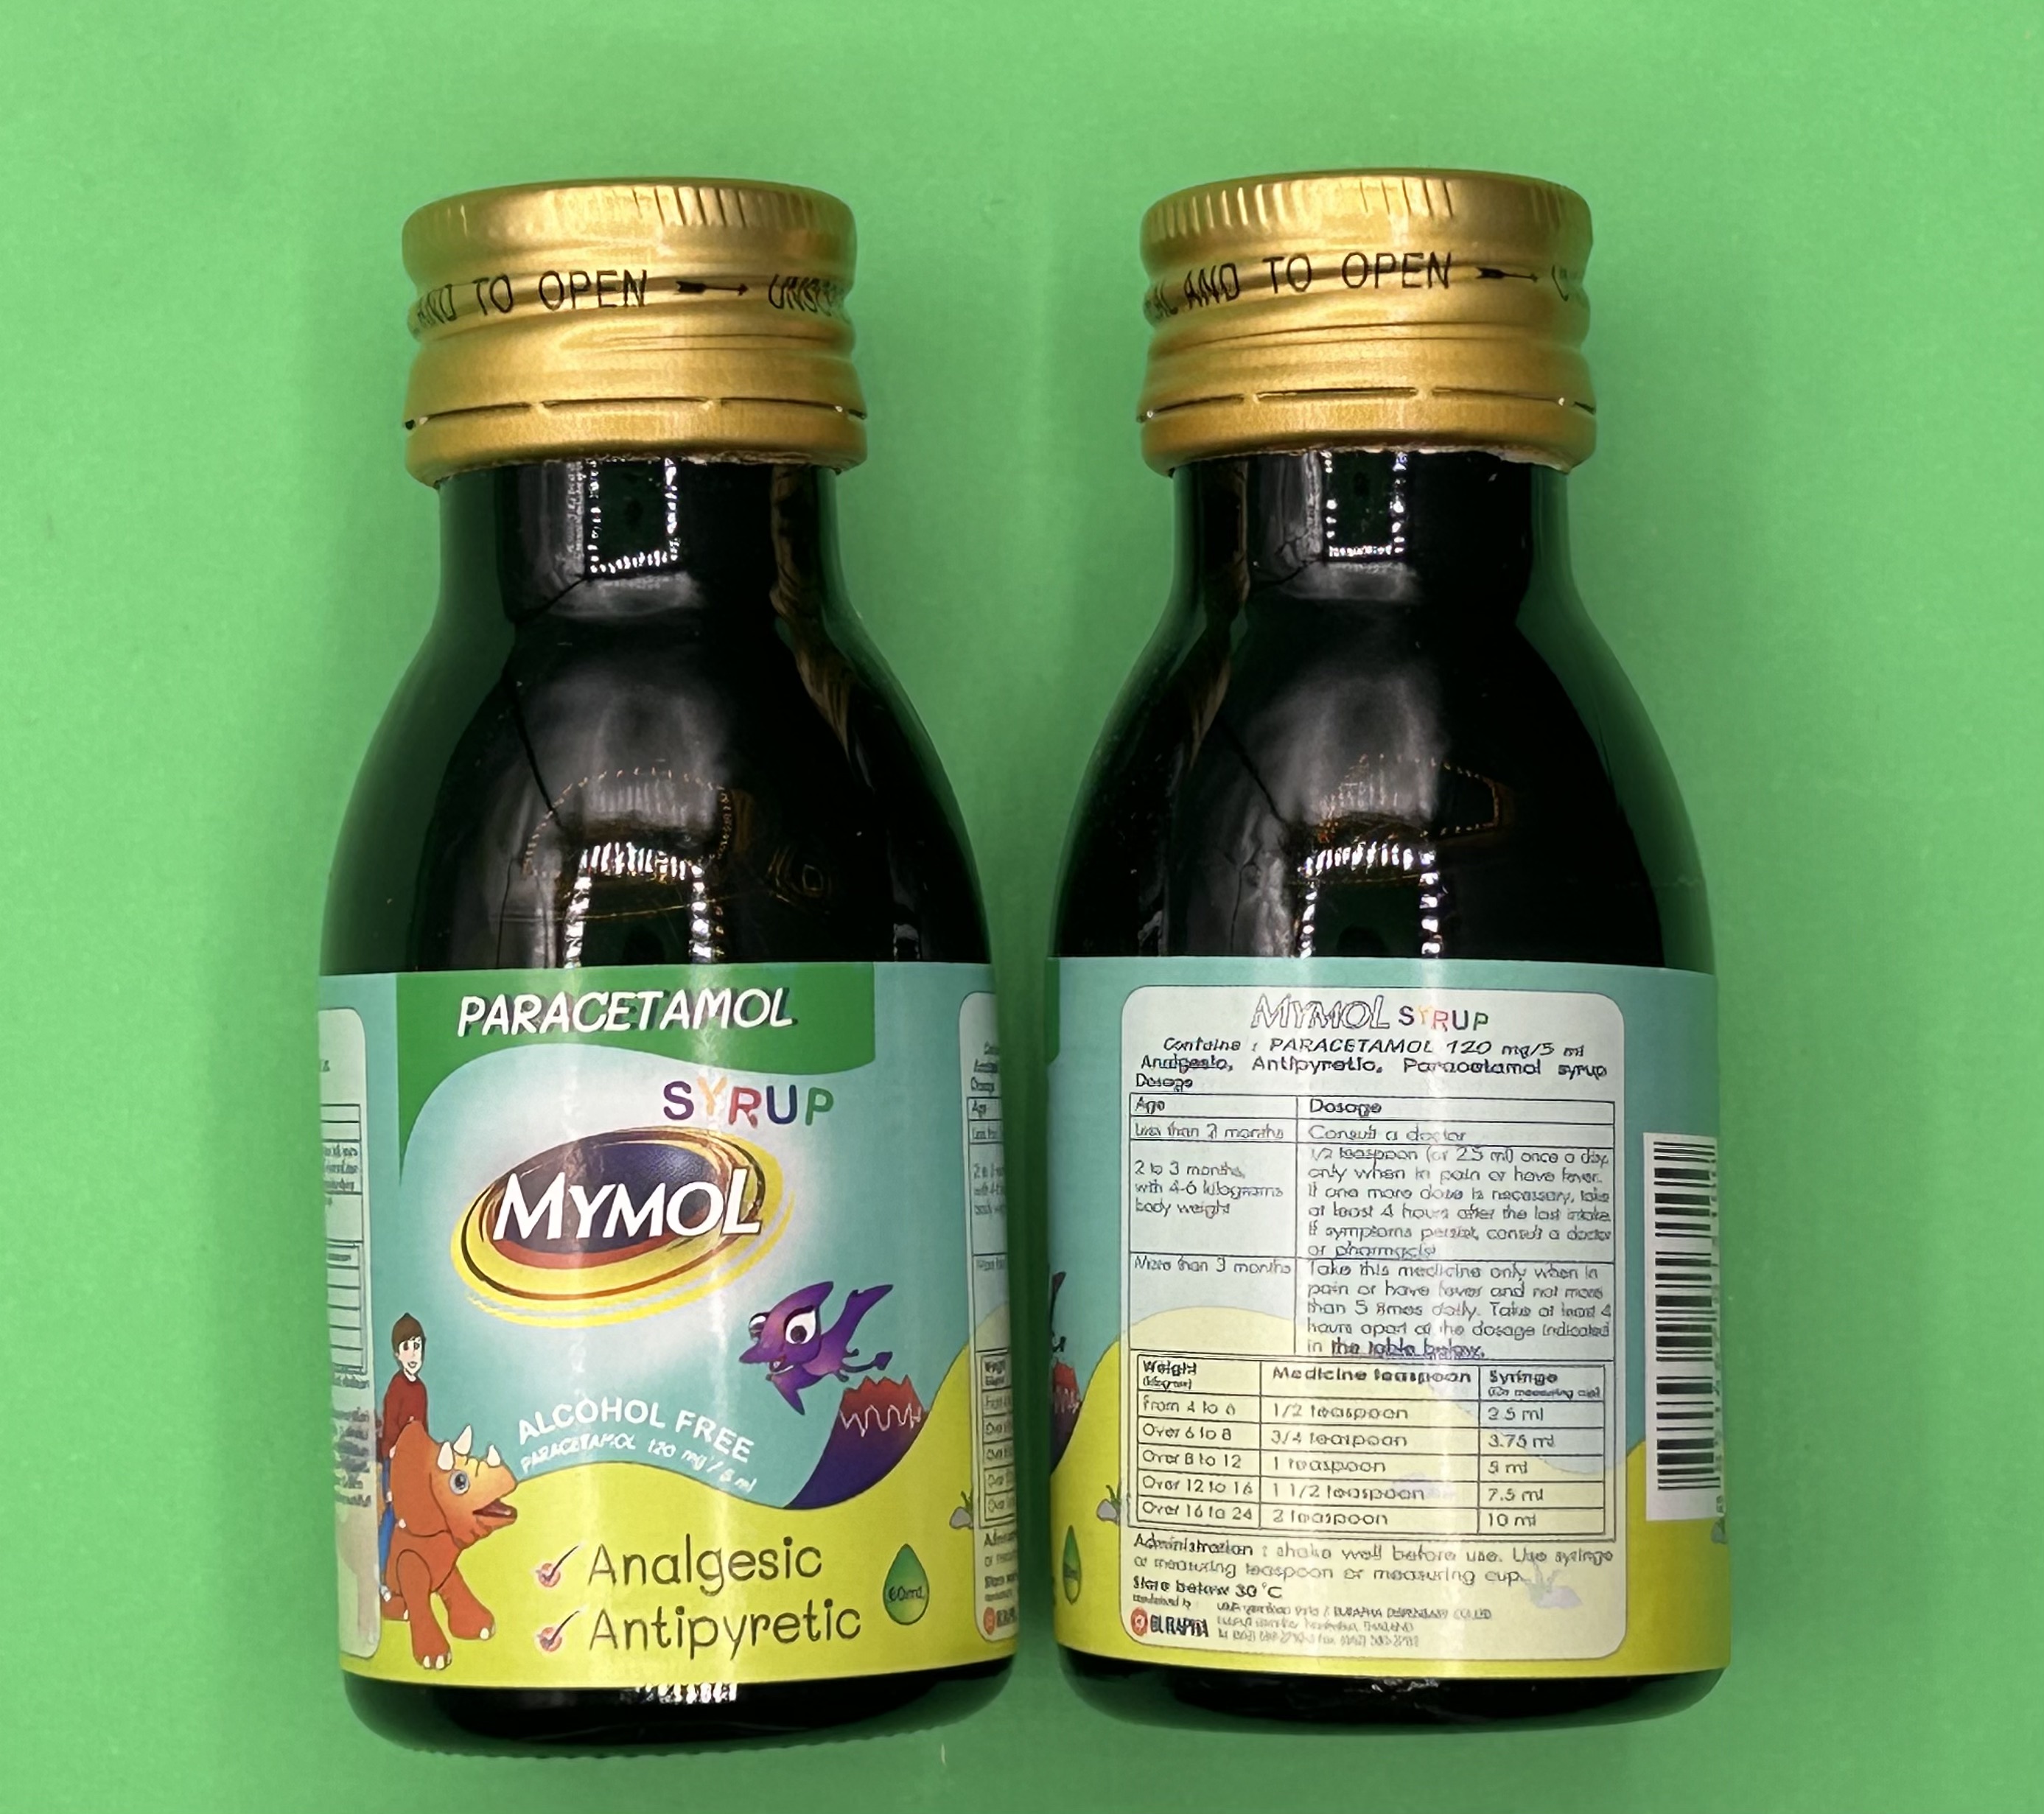 AND TO OPEN
PARACETAMOL
SYRUP
MYMOL
ALCOHOL FREE
PARACETAMOL 120 mg / 5 ml
Analgesic
Antipyretic
60ml
AND TO OPEN
MYMOL SYRUP
PARACETAMOL 120 mg/5 ml
Antipyretic, Paracetamol syrup
Dosage
Age Dosage
Less than 2 months Consult a doctor
1/2 teaspoon (or 2.5 ml) once a day,
2 to 3 months, only when in pain or have fever.
with 4-6 kilograms If one more dose is necessary, take
body weight at least 4 hours after the last intake.
If symptoms persist, consult a doctor
or
More than 3 months Take this medicine only when in
pain or have fever and not more
than 5 times daily. Take at least 4
hours apart at the dosage indicated
in the table below.
Weight Medicine teaspoon Syringe
From 4 to 6 1/2 teaspoon 2.5 ml
Over 6 to 8 3/4 teaspoon 3.75 ml
Over 8 to 12 1 teaspoon 5 ml
Over 12 to 16 1 1/2 teaspoon 7.5 ml
Over 16 to 24 2 teaspoon 10 ml
Administration : shake well before use. Use syringe
or measuring teaspoon or measuring cup.
Store below 30 °C
BURAPHA